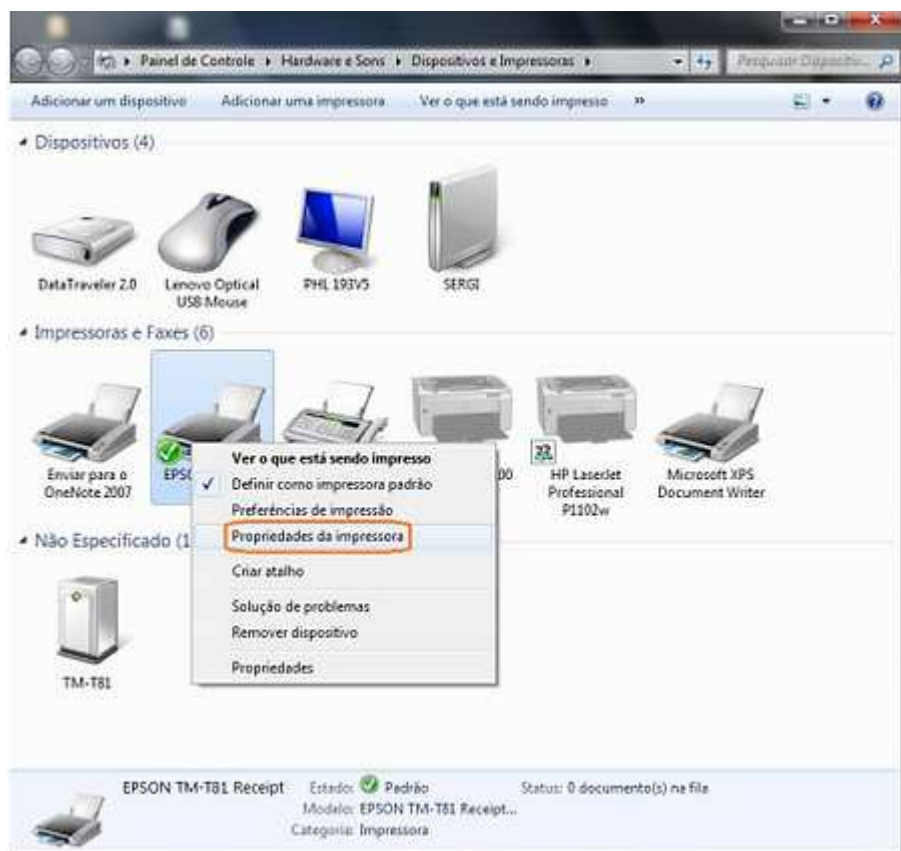 Painel de Controle ▸ Hardware e Sons ▸ Dispositivos e Impressoras ▸
Pesquisar Dispositiv...
Adicionar um dispositivo Adicionar uma impressora Ver o que está sendo impresso »
Dispositivos (4)
DataTraveler 2.0
Lenovo Optical
USB Mouse
PHL 193V5
SERGI
Impressoras e Faxes (6)
Enviar para o
OneNote 2007
EPS
00
HP LaserJet
Professional
P1102w
Microsoft XPS
Document Writer
Ver o que está sendo impresso
Definir como impressora padrão
Preferências de impressão
Propriedades da impressora
Criar atalho
Solução de problemas
Remover dispositivo
Propriedades
Não Especificado (1
TM-T81
EPSON TM-T81 Receipt Estado: Padrão Status: 0 documento(s) na fila
Modelo: EPSON TM-T81 Receipt...
Categoria: Impressora